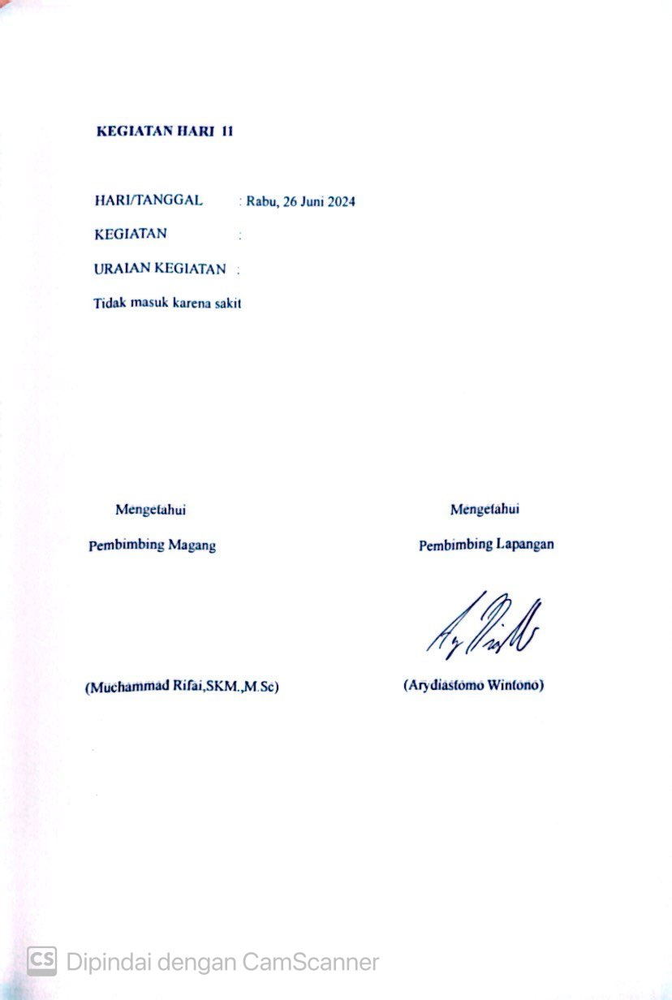 KEGIATAN HARI 11
HARI/TANGGAL : Rabu, 26 Juni 2024
KEGIATAN :
URAIAN KEGIATAN :
Tidak masuk karena sakit
Mengetahui Mengetahui
Pembimbing Magang Pembimbing Lapangan
(Muchammad Rifai,SKM.,M.Sc) (Arydiastomo Wintono)
CS Dipindai dengan CamScanner